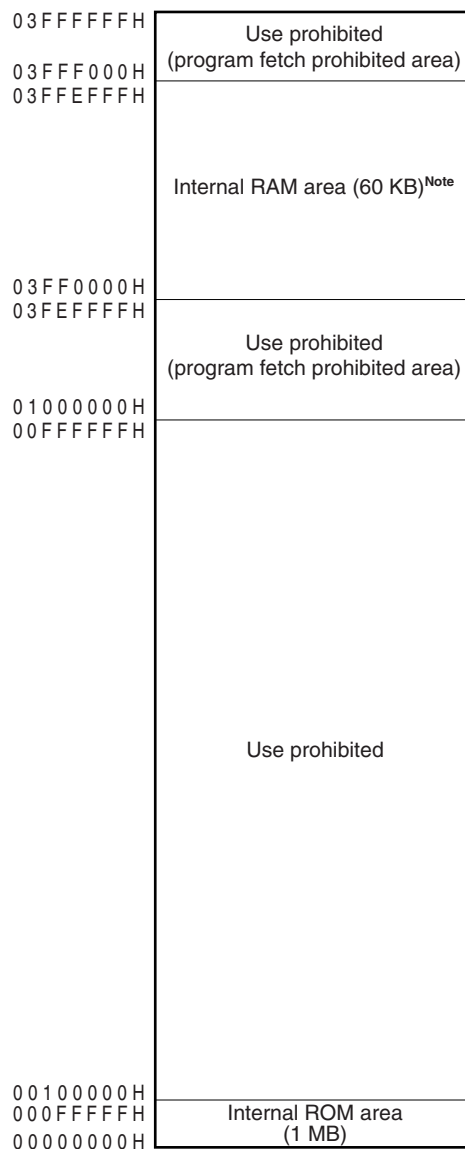 03FFFFFFH
Use prohibited
(program fetch prohibited area)
03FFF000H
03FFEFFFH
Internal RAM area (60 KB)Note
03FF0000H
03FEFFFFH
Use prohibited
(program fetch prohibited area)
01000000H
00FFFFFFH
Use prohibited
00100000H
000FFFFFH
Internal ROM area
(1 MB)
00000000H